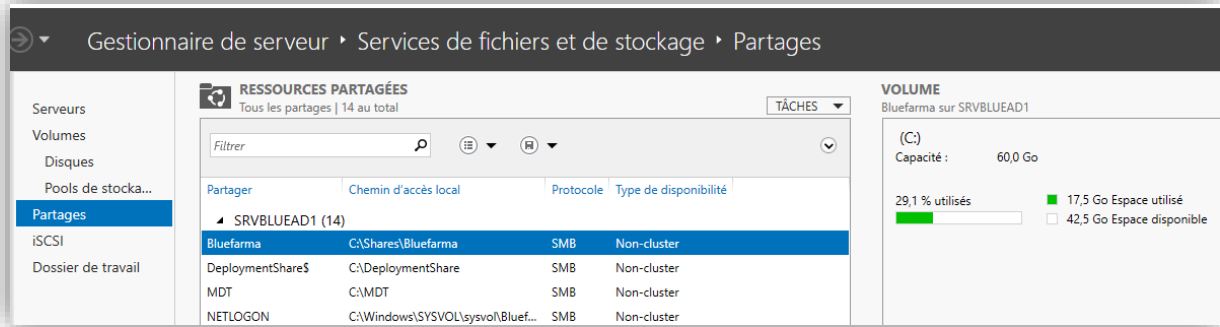 Gestionnaire de serveur ‣ Services de fichiers et de stockage ‣ Partages
Serveurs
Volumes
Disques
Pools de stocka...
Partages
iSCSI
Dossier de travail
RESSOURCES PARTAGÉES
Tous les partages | 14 au total
TÂCHES
Filtrer
Partager Chemin d'accès local Protocole Type de disponibilité
SRVBLUEAD1 (14)
Bluefarma C:\Shares\Bluefarma SMB Non-cluster
DeploymentShare$ C:\DeploymentShare SMB Non-cluster
MDT C:\MDT SMB Non-cluster
NETLOGON C:\Windows\SYSVOL\sysvol\Bluef... SMB Non-cluster
VOLUME
Bluefarma sur SRVBLUEAD1
(C:)
Capacité : 60,0 Go
29,1 % utilisés
17,5 Go Espace utilisé
42,5 Go Espace disponible